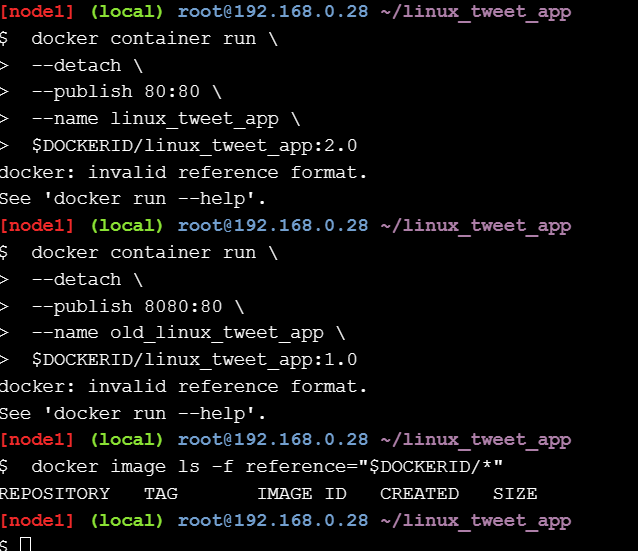 [node1] (local) root@192.168.0.28 ~/linux_tweet_app
$  docker container run \
>  --detach \
>  --publish 80:80 \
>  --name linux_tweet_app \
>  $DOCKERID/linux_tweet_app:2.0
docker: invalid reference format.
See 'docker run --help'.
[node1] (local) root@192.168.0.28 ~/linux_tweet_app
$  docker container run \
>  --detach \
>  --publish 8080:80 \
>  --name old_linux_tweet_app \
>  $DOCKERID/linux_tweet_app:1.0
docker: invalid reference format.
See 'docker run --help'.
[node1] (local) root@192.168.0.28 ~/linux_tweet_app
$  docker image ls -f reference="$DOCKERID/*"
REPOSITORY   TAG       IMAGE ID   CREATED   SIZE
[node1] (local) root@192.168.0.28 ~/linux_tweet_app
$